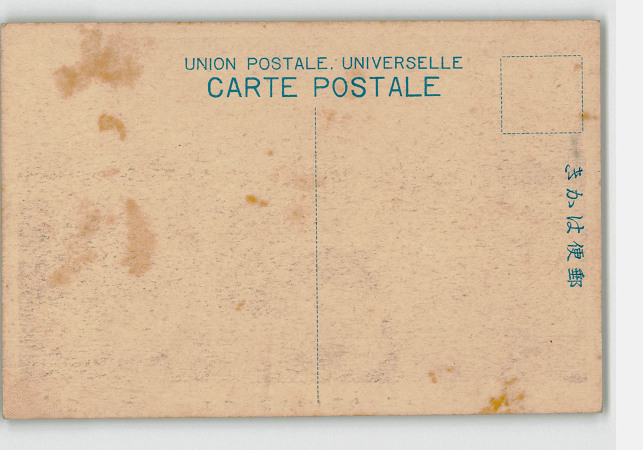 UNION POSTALE. UNIVERSELLE
CARTE POSTALE
郵便はかき